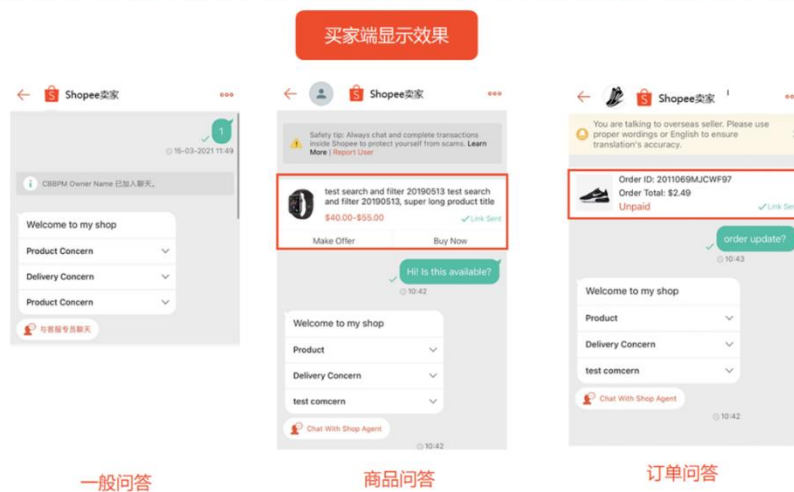 买家端显示效果
Shopee卖家
1
15-03-2021 11:49
CBBPM Owner Name 已加入聊天。
Welcome to my shop
Product Concern
Delivery Concern
Product Concern
与客服专员聊天
一般问答
Shopee卖家
Safety tip: Always chat and complete transactions
inside Shopee to protect yourself from scams. Learn
More | Report User
test search and filter 20190513 test search
and filter 20190513, super long product title
$40.00-$55.00
Link Sent
Make Offer
Buy Now
Hi! Is this available?
10:42
Welcome to my shop
Product
Delivery Concern
test comcern
Chat With Shop Agent
10:42
商品问答
Shopee卖家
You are talking to overseas seller. Please use
proper wordings or English to ensure
translation's accuracy.
Order ID: 2011069MJCWF97
Order Total: $2.49
Unpaid
Link Sen
order update?
10:43
Welcome to my shop
Product
Delivery Concern
test comcern
Chat With Shop Agent
10:42
订单问答